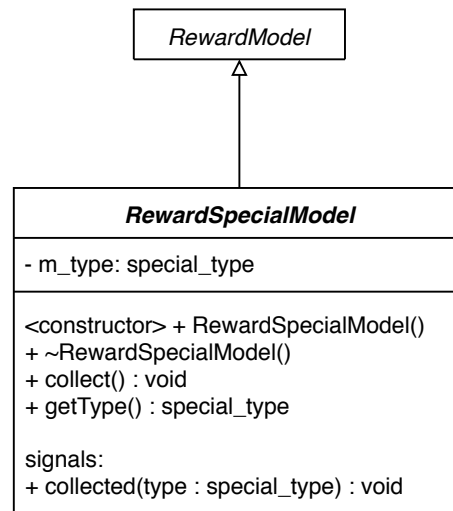 RewardModel
RewardSpecialModel
- m_type: special_type
<constructor> + RewardSpecialModel()
+ ~RewardSpecialModel()
+ collect() : void
+ getType() : special_type
signals:
+ collected(type : special_type) : void